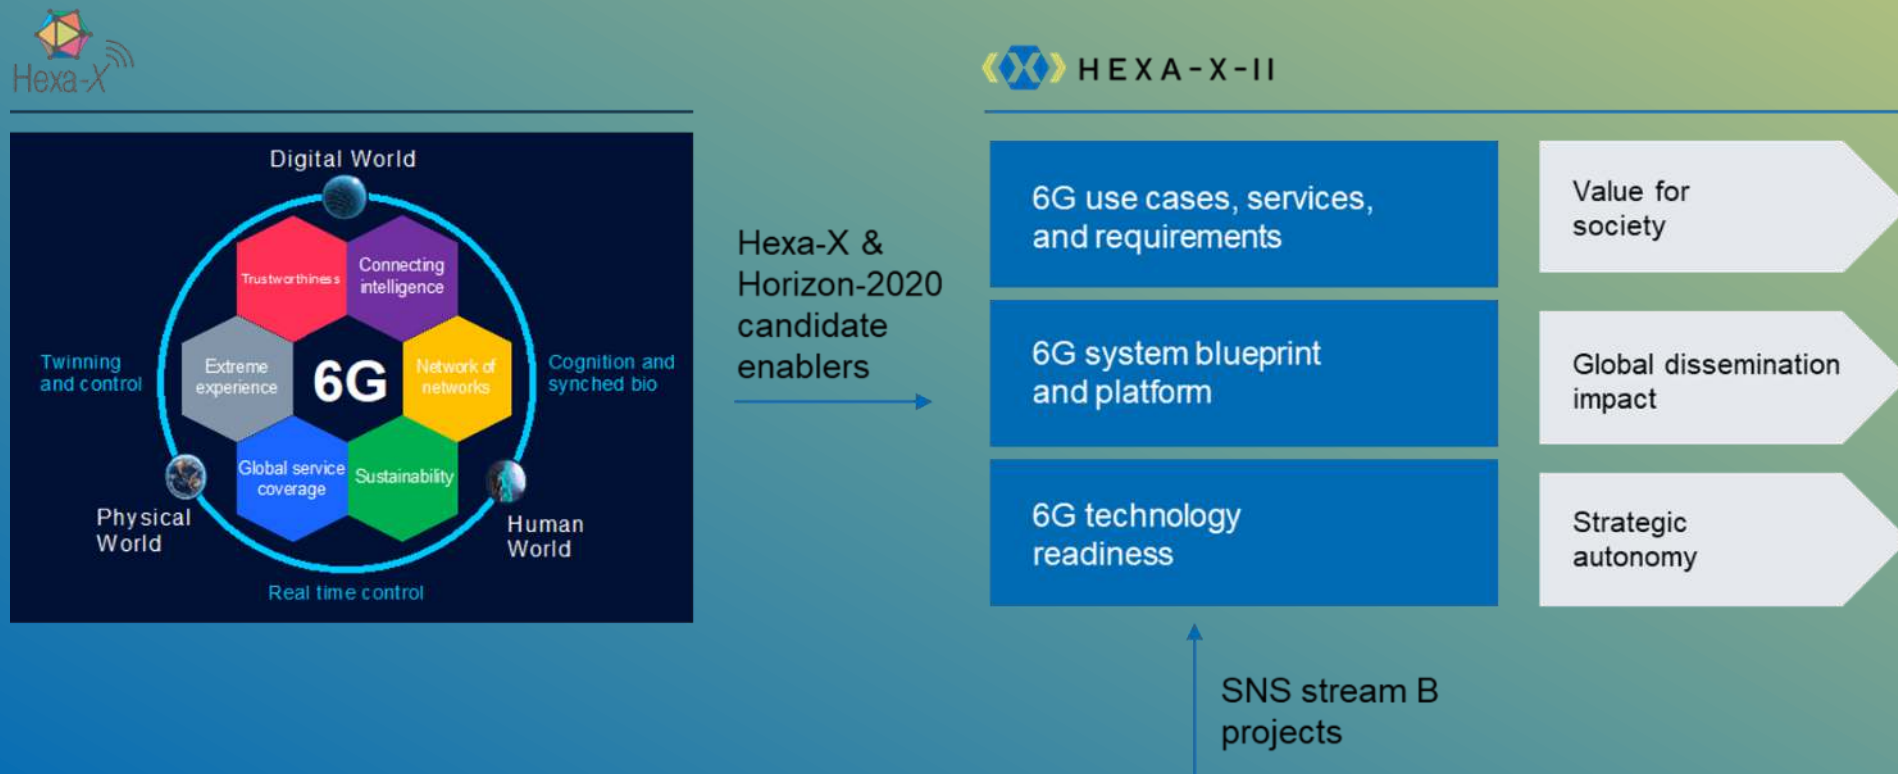 Hexa-X
Digital World
Trustworthiness
Connecting
intelligence
Twinning
and control
Extreme
experience
6G
Network of
networks
Cognition and
synched bio
Global service
coverage
Sustainability
Physical
World
Human
World
Real time control
Hexa-X &
Horizon-2020
candidate
enablers
HEXA-X-II
6G use cases, services,
and requirements
Value for
society
6G system blueprint
and platform
Global dissemination
impact
6G technology
readiness
Strategic
autonomy
SNS stream B
projects